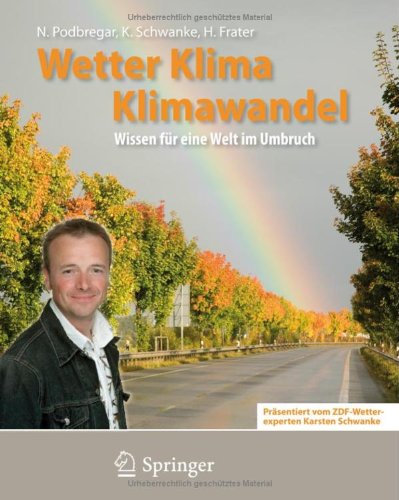 Urheberrechtlich geschütztes Material
N. Podbregar, K. Schwanke, H. Frater
Wetter Klima
Klimawandel
Wissen für eine Welt im Umbruch
Präsentiert vom ZDF-Wetter-
experten Karsten Schwanke
Springer
Urheberrechtlich geschütztes Material